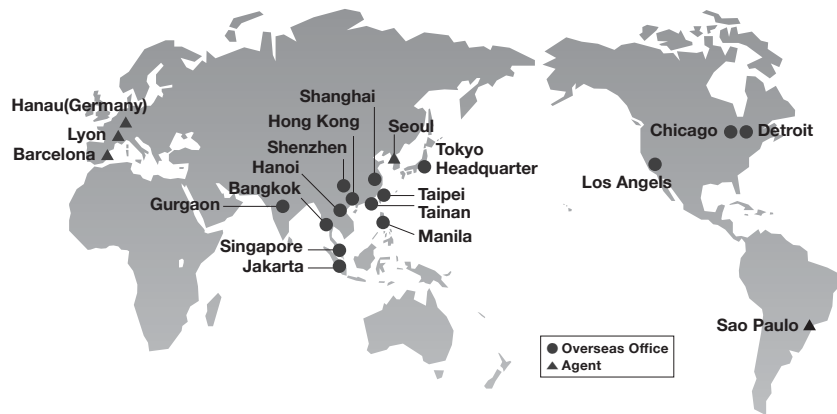 Hanau(Germany)
Lyon
Barcelona
Shanghai
Hong Kong
Seoul
Shenzhen
Tokyo
Headquarter
Hanoi
Bangkok
Gurgaon
Taipei
Tainan
Manila
Singapore
Jakarta
Chicago
Detroit
Los Angels
Sao Paulo
Overseas Office
Agent